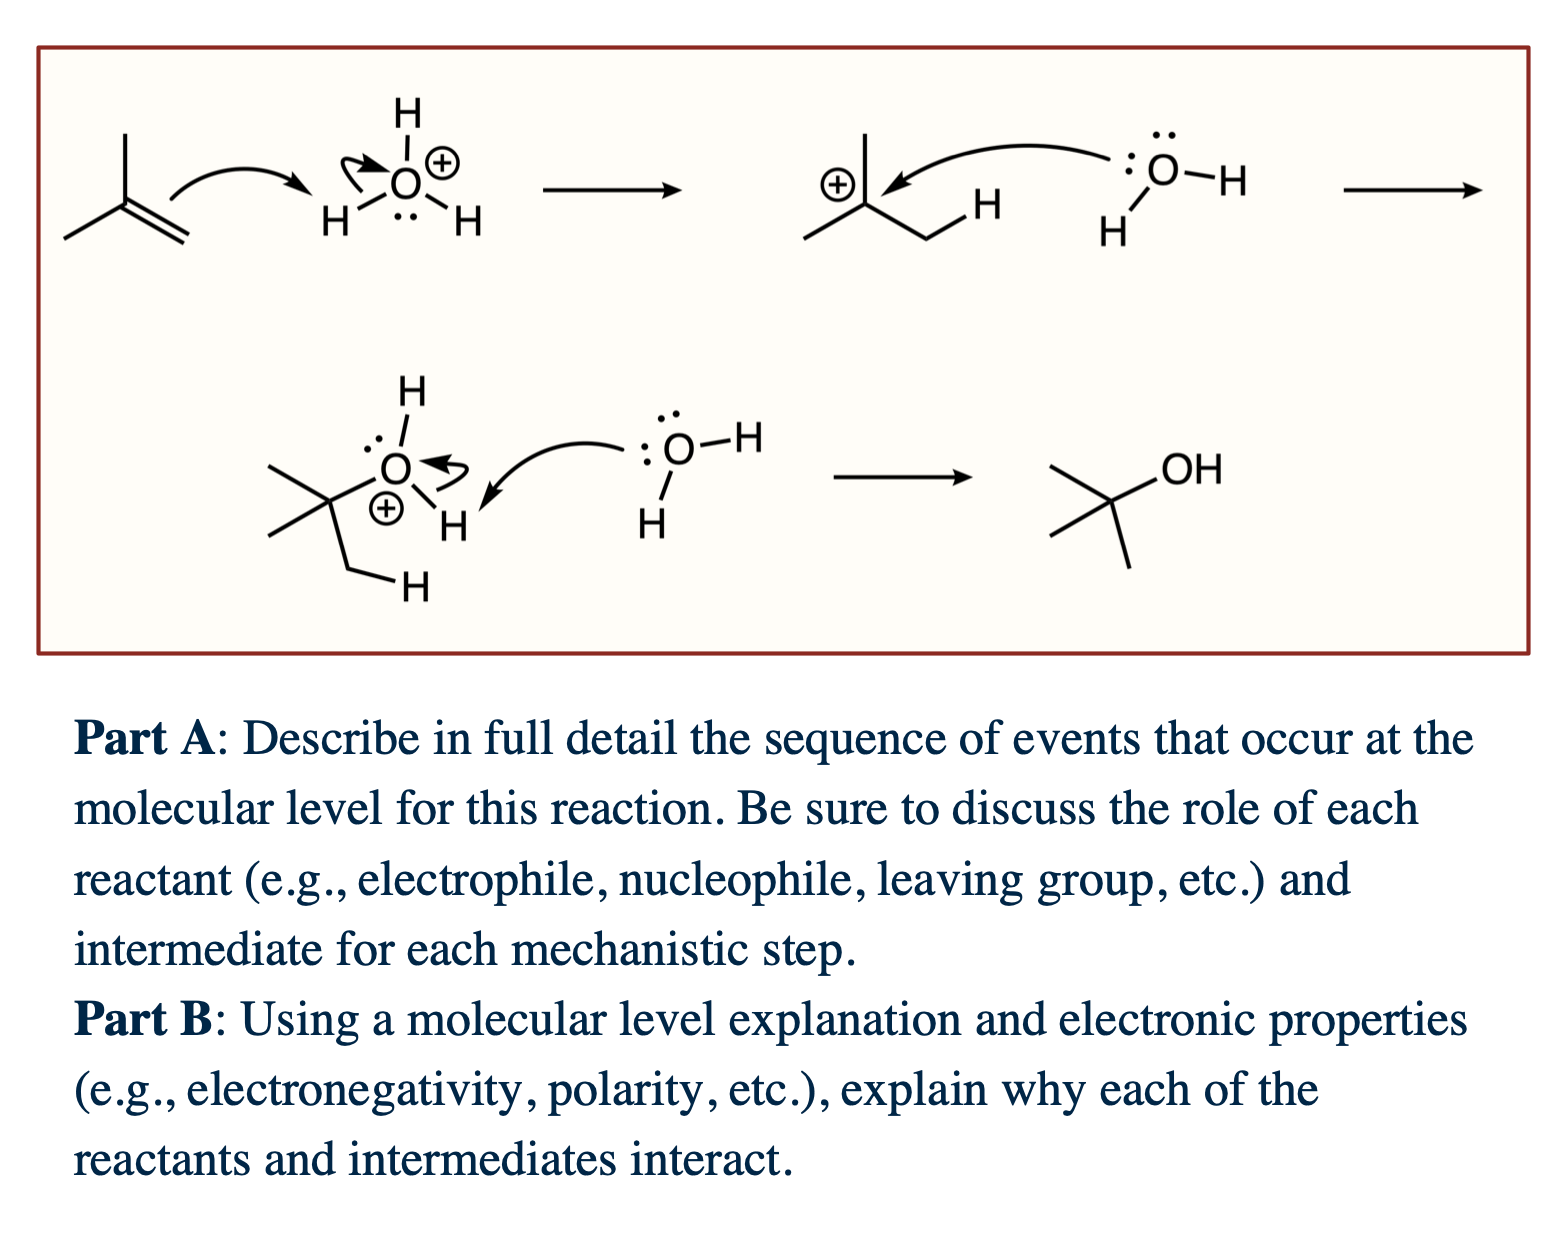 H
⊕
O
H
H
⊕
H
O
H
H
H
O
⊕
H
H
O
H
H
OH
Part A: Describe in full detail the sequence of events that occur at the
molecular level for this reaction. Be sure to discuss the role of each
reactant (e.g., electrophile, nucleophile, leaving group, etc.) and
intermediate for each mechanistic step.
Part B: Using a molecular level explanation and electronic properties
(e.g., electronegativity, polarity, etc.), explain why each of the
reactants and intermediates interact.